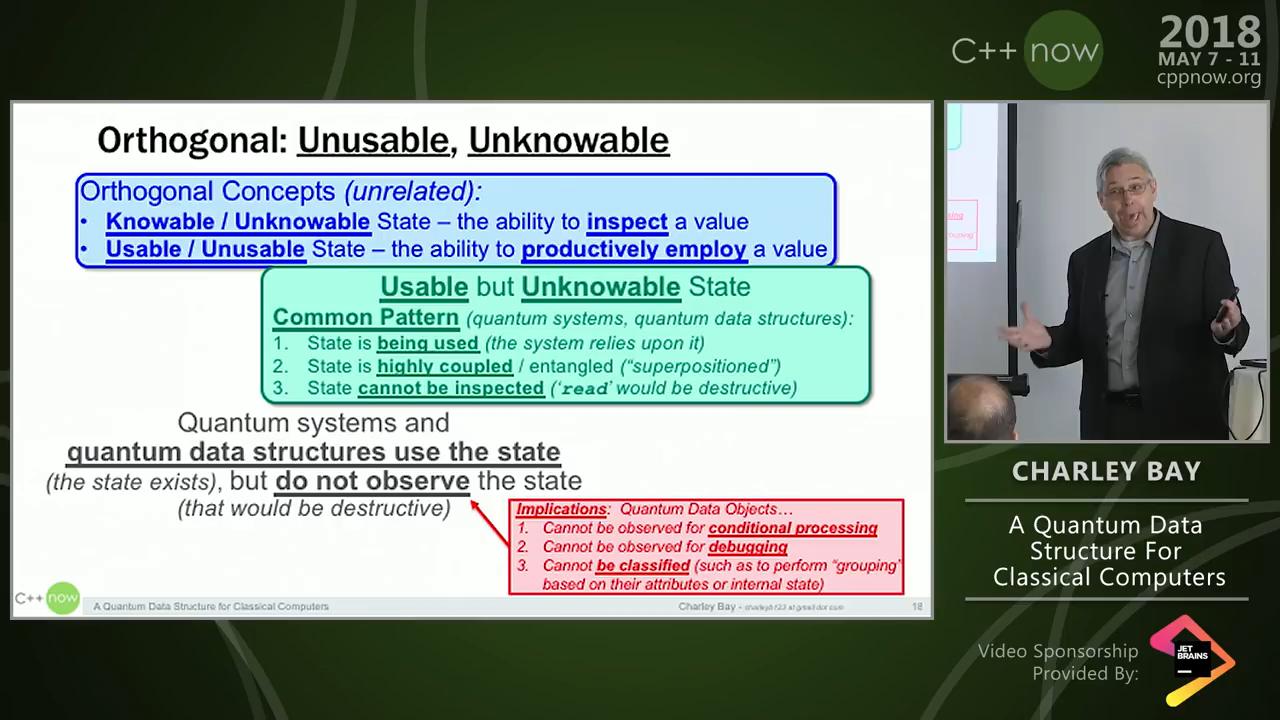 C++ now
2018
MAY 7 - 11
cppnow.org
Orthogonal: Unusable, Unknowable
Orthogonal Concepts (unrelated):
• Knowable / Unknowable State – the ability to inspect a value
• Usable / Unusable State – the ability to productively employ a value
Usable but Unknowable State
Common Pattern (quantum systems, quantum data structures):
1. State is being used (the system relies upon it)
2. State is highly coupled / entangled (“superpositioned”)
3. State cannot be inspected (‘read’ would be destructive)
Quantum systems and
quantum data structures use the state
(the state exists), but do not observe the state
(that would be destructive)
Implications: Quantum Data Objects...
1. Cannot be observed for conditional processing
2. Cannot be observed for debugging
3. Cannot be classified (such as to perform “grouping”
based on their attributes or internal state)
C++ now
A Quantum Data Structure for Classical Computers
Charley Bay - charleyb123 at gmail dot com
18
CHARLEY BAY
A Quantum Data
Structure For
Classical Computers
Video Sponsorship
Provided By:
JET
BRAINS